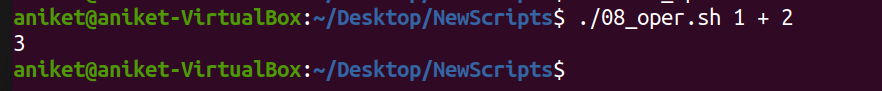 aniket@aniket-VirtualBox:~/Desktop/NewScripts$ ./08_oper.sh 1 + 2
3
aniket@aniket-VirtualBox:~/Desktop/NewScripts$